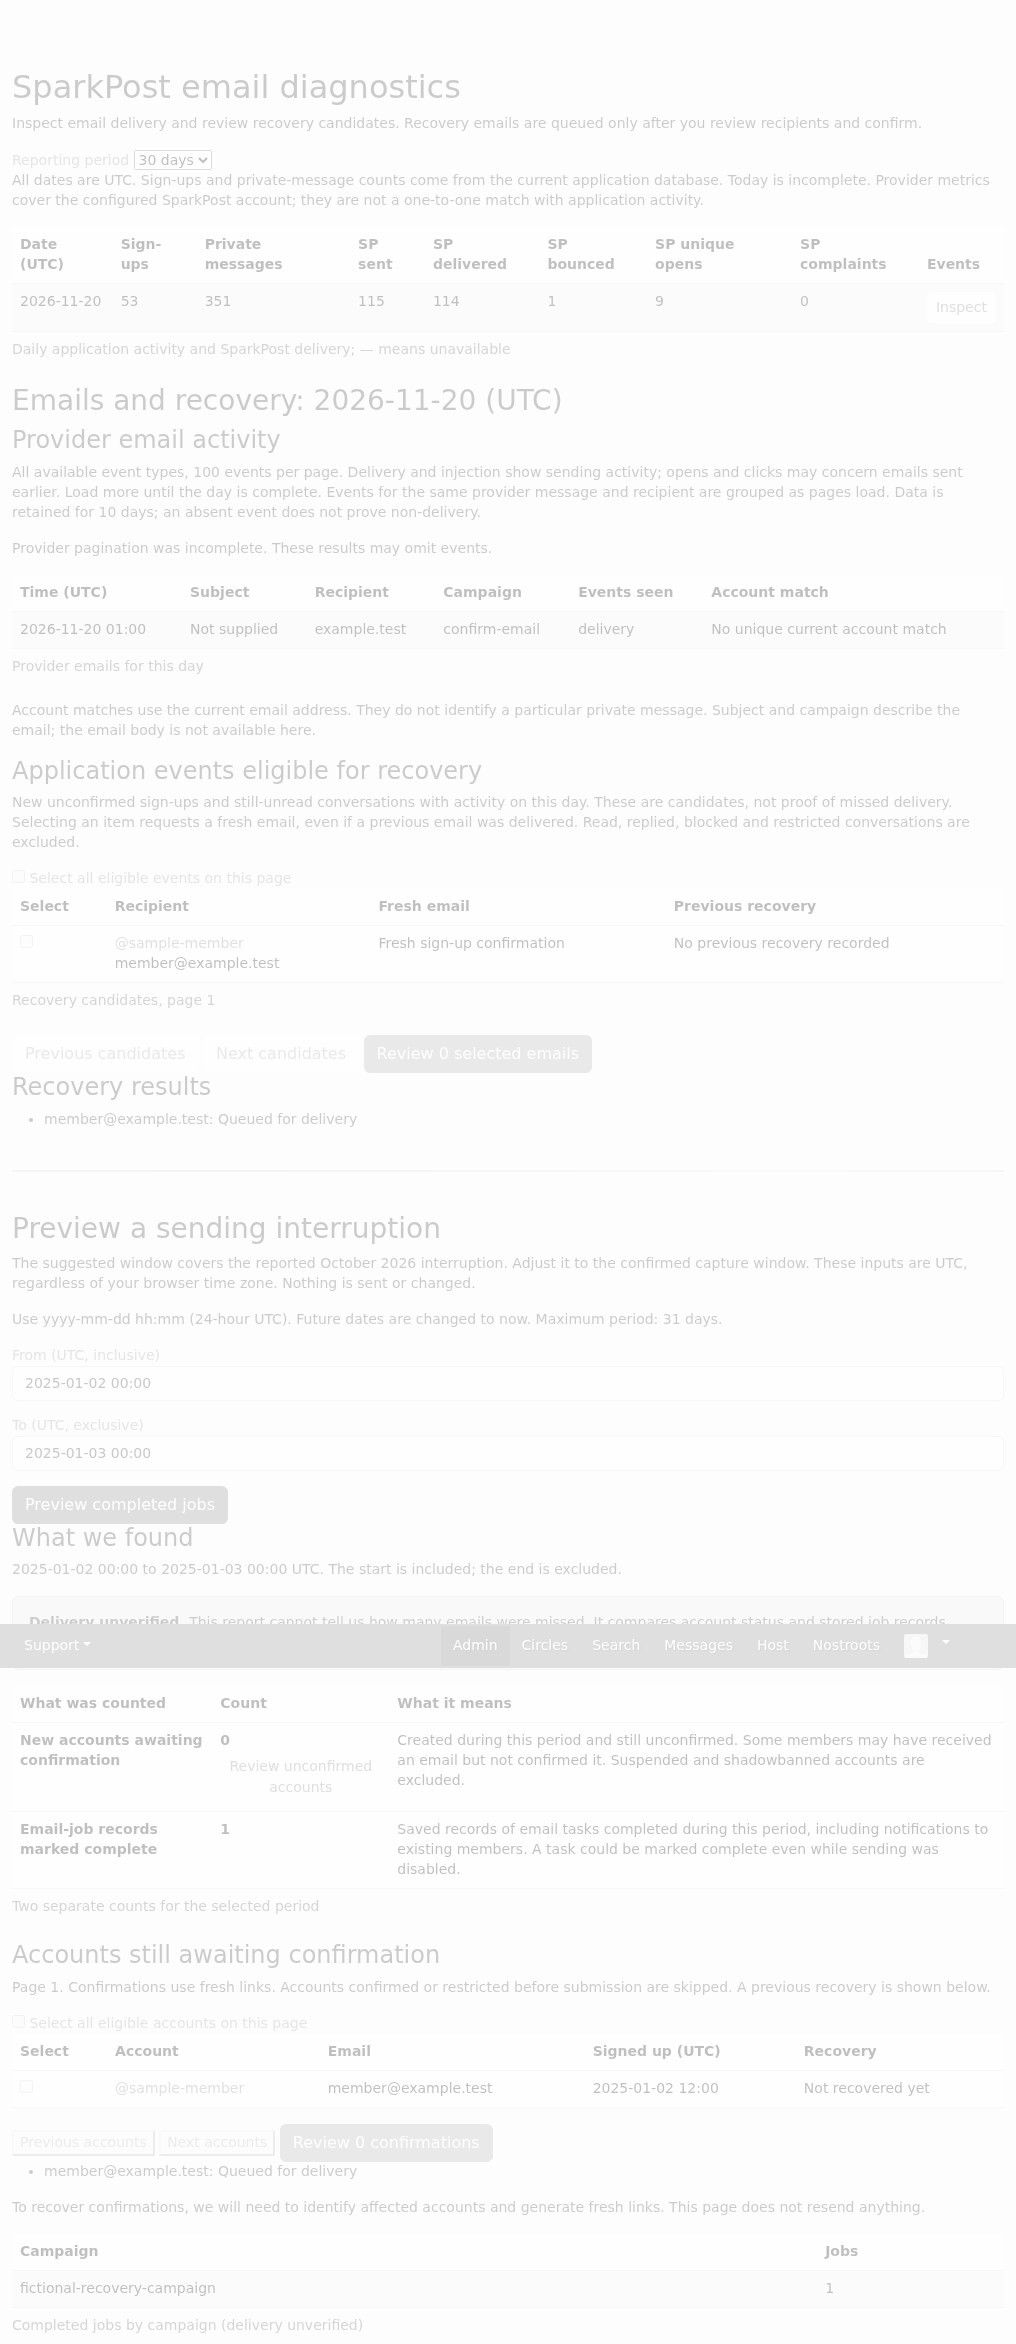 SparkPost email diagnostics
Inspect email delivery and review recovery candidates. Recovery emails are queued only after you review recipients and confirm.
Reporting period 30 days
All dates are UTC. Sign-ups and private-message counts come from the current application database. Today is incomplete. Provider metrics
cover the configured SparkPost account; they are not a one-to-one match with application activity.
Date (UTC) Sign-ups Private messages SP sent SP delivered SP bounced SP unique opens SP complaints Events
2026-11-20 53 351 115 114 1 9 0 Inspect
Daily application activity and SparkPost delivery; — means unavailable
Emails and recovery: 2026-11-20 (UTC)
Provider email activity
All available event types, 100 events per page. Delivery and injection show sending activity; opens and clicks may concern emails sent
earlier. Load more until the day is complete. Events for the same provider message and recipient are grouped as pages load. Data is
retained for 10 days; an absent event does not prove non-delivery.
Provider pagination was incomplete. These results may omit events.
Time (UTC) Subject Recipient Campaign Events seen Account match
2026-11-20 01:00 Not supplied example.test confirm-email delivery No unique current account match
Provider emails for this day
Account matches use the current email address. They do not identify a particular private message. Subject and campaign describe the
email; the email body is not available here.
Application events eligible for recovery
New unconfirmed sign-ups and still-unread conversations with activity on this day. These are candidates, not proof of missed delivery.
Selecting an item requests a fresh email, even if a previous email was delivered. Read, replied, blocked and restricted conversations are
excluded.
Select all eligible events on this page
Select Recipient Fresh email Previous recovery
@sample-member Fresh sign-up confirmation No previous recovery recorded
member@example.test
Recovery candidates, page 1
Previous candidates Next candidates Review 0 selected emails
Recovery results
• member@example.test: Queued for delivery
Preview a sending interruption
The suggested window covers the reported October 2026 interruption. Adjust it to the confirmed capture window. These inputs are UTC,
regardless of your browser time zone. Nothing is sent or changed.
Use yyyy-mm-dd hh:mm (24-hour UTC). Future dates are changed to now. Maximum period: 31 days.
From (UTC, inclusive)
2025-01-02 00:00
To (UTC, exclusive)
2025-01-03 00:00
Preview completed jobs
What we found
2025-01-02 00:00 to 2025-01-03 00:00 UTC. The start is included; the end is excluded.
Delivery unverified. This report cannot tell us how many emails were missed. It compares account status and stored job records
Support Admin Circles Search Messages Host Nostroots
What was counted Count What it means
New accounts awaiting confirmation 0 Review unconfirmed accounts Created during this period and still unconfirmed. Some members may have received
an email but not confirmed it. Suspended and shadowbanned accounts are
excluded.
Email-job records marked complete 1 Saved records of email tasks completed during this period, including notifications to
existing members. A task could be marked complete even while sending was
disabled.
Two separate counts for the selected period
Accounts still awaiting confirmation
Page 1. Confirmations use fresh links. Accounts confirmed or restricted before submission are skipped. A previous recovery is shown below.
Select all eligible accounts on this page
Select Account Email Signed up (UTC) Recovery
@sample-member member@example.test 2025-01-02 12:00 Not recovered yet
Previous accounts Next accounts Review 0 confirmations
• member@example.test: Queued for delivery
To recover confirmations, we will need to identify affected accounts and generate fresh links. This page does not resend anything.
Campaign Jobs
fictional-recovery-campaign 1
Completed jobs by campaign (delivery unverified)